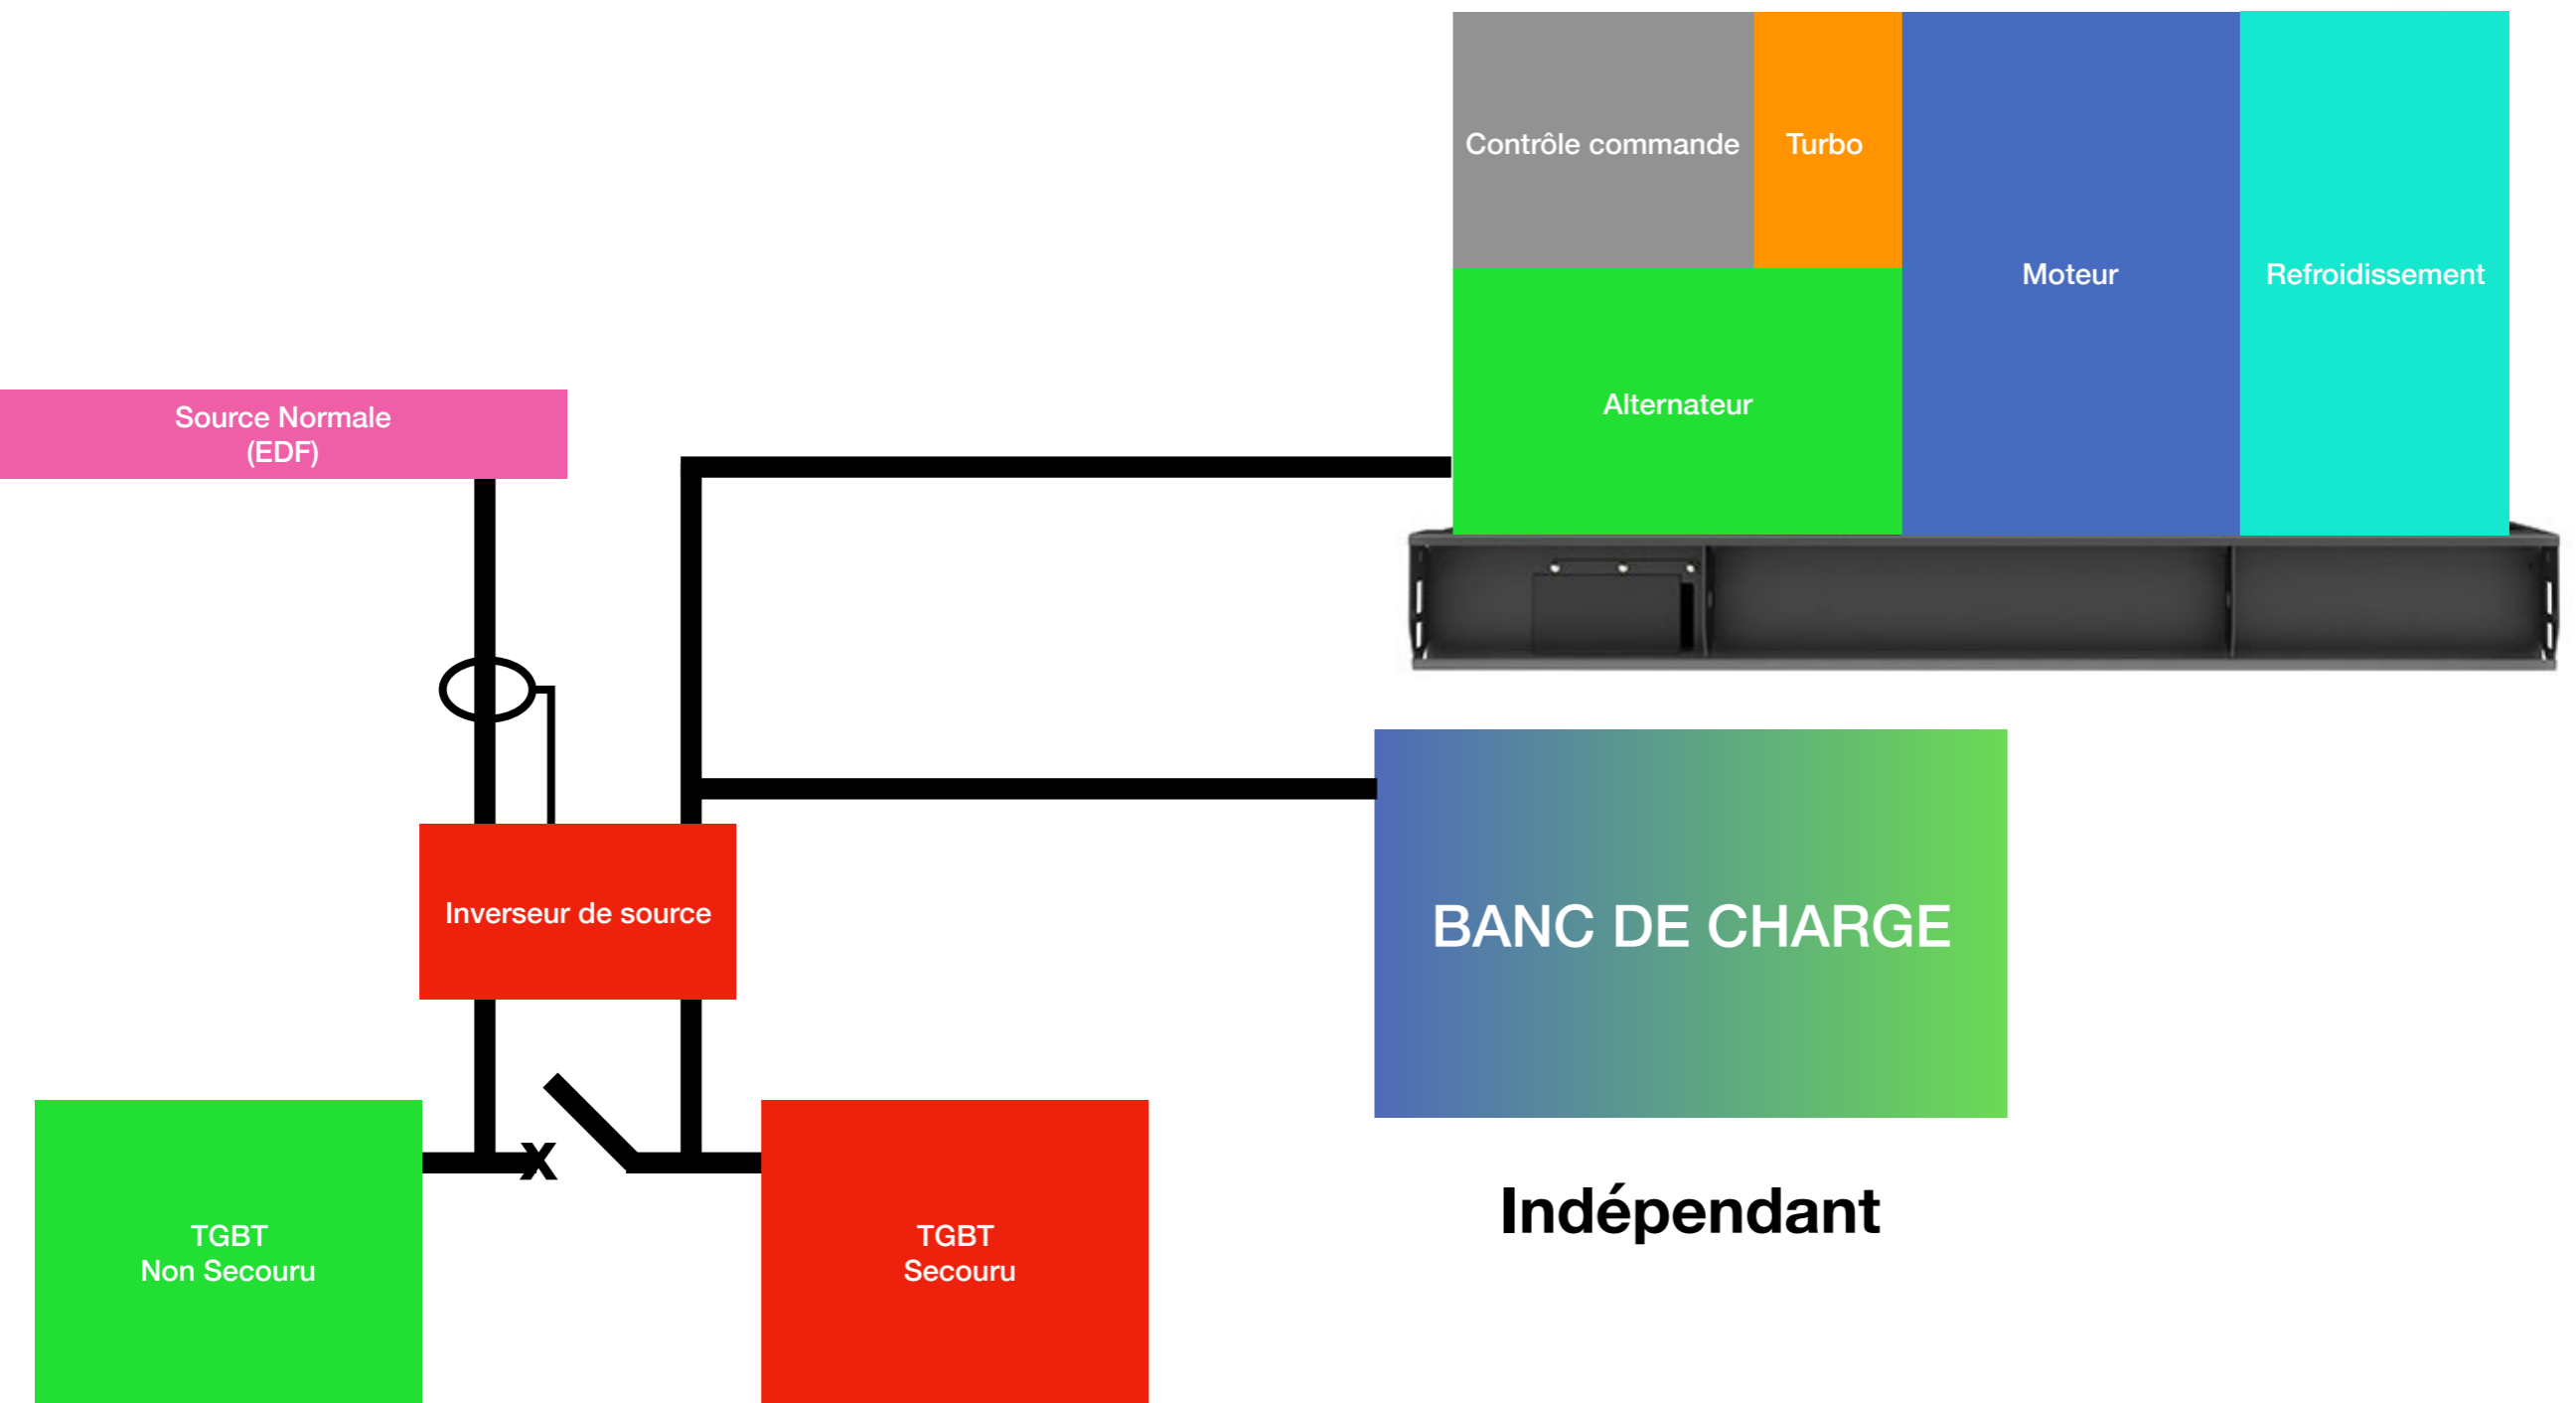 Contrôle commande
Turbo
Moteur
Refroidissement
Alternateur
Source Normale
(EDF)
Inverseur de source
BANC DE CHARGE
Indépendant
TGBT
Non Secouru
TGBT
Secouru
x